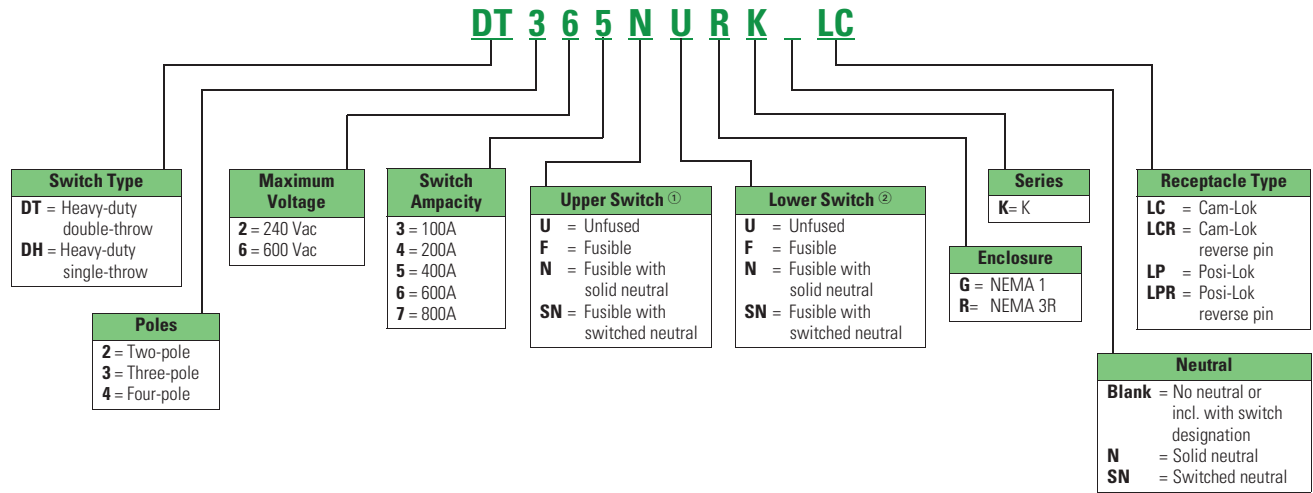 DT 3 6 5 N U R K _ LC
Switch Type
DT = Heavy-duty
double-throw
DH = Heavy-duty
single-throw
Poles
2 = Two-pole
3 = Three-pole
4 = Four-pole
Maximum
Voltage
2 = 240 Vac
6 = 600 Vac
Switch
Ampacity
3 = 100A
4 = 200A
5 = 400A
6 = 600A
7 = 800A
Upper Switch ①
U = Unfused
F = Fusible
N = Fusible with
solid neutral
SN = Fusible with
switched neutral
Lower Switch ②
U = Unfused
F = Fusible
N = Fusible with
solid neutral
SN = Fusible with
switched neutral
Enclosure
G = NEMA 1
R= NEMA 3R
Series
K= K
Neutral
Blank = No neutral or
incl. with switch
designation
N = Solid neutral
SN = Switched neutral
Receptacle Type
LC = Cam-Lok
LCR = Cam-Lok
reverse pin
LP = Posi-Lok
LPR = Posi-Lok
reverse pin